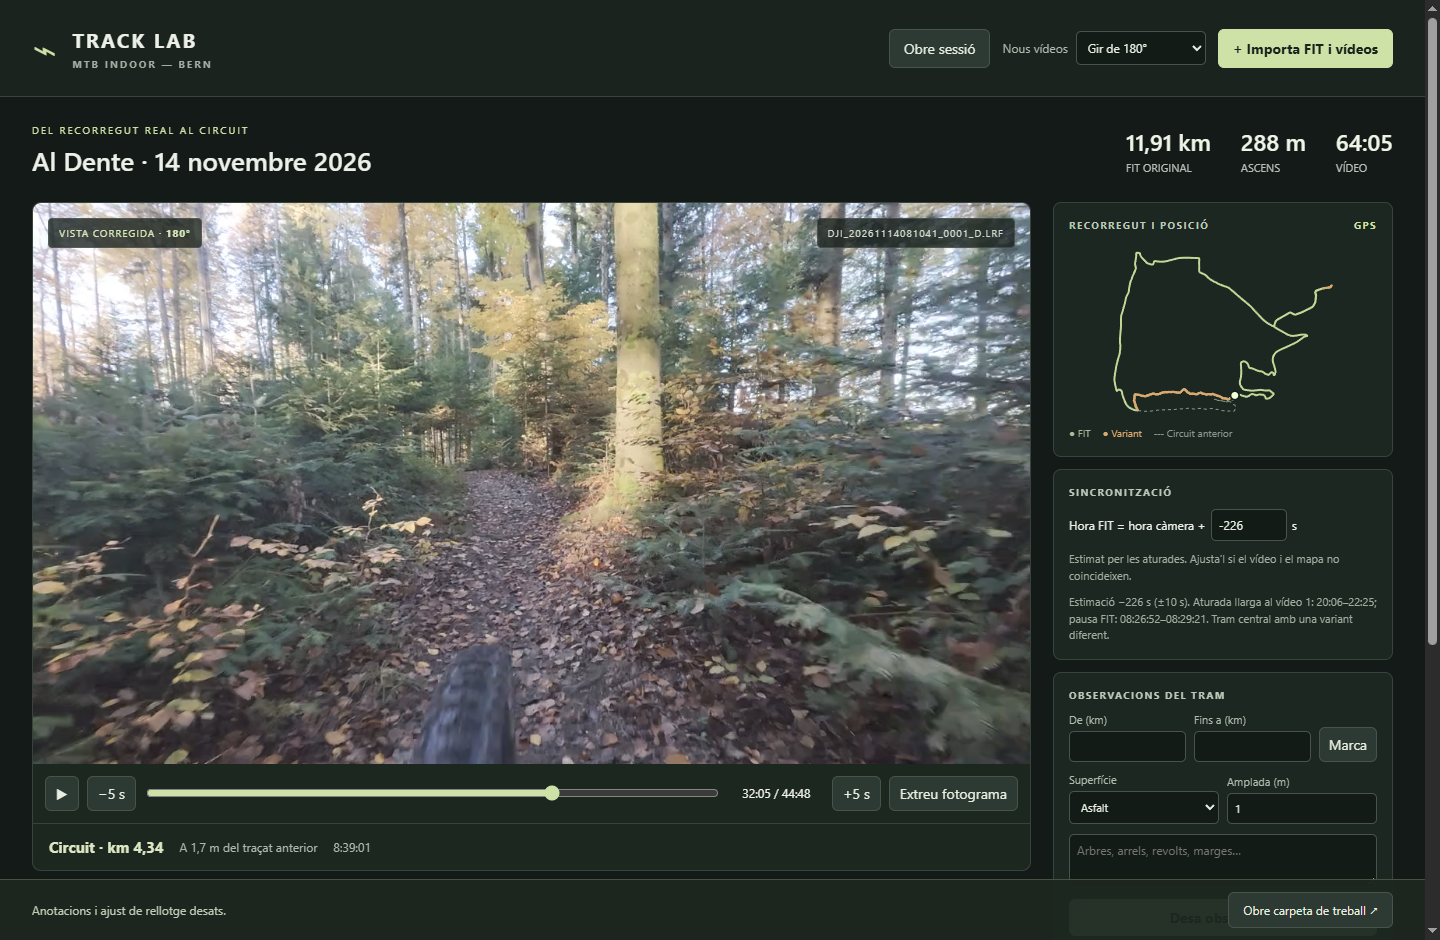 TRACK LAB
MTB INDOOR — BERN
Obre sessió
Nous vídeos
Gir de 180°
+ Importa FIT i vídeos
DEL RECORREGUT REAL AL CIRCUIT
Al Dente · 14 novembre 2026
11,91 km
FIT ORIGINAL
288 m
ASCENS
64:05
VÍDEO
VISTA CORREGIDA · 180°
DJI_20261114081041_0001_D.LRF
▶
−5 s
32:05 / 44:48
+5 s
Extreu fotograma
Circuit · km 4,34
A 1,7 m del traçat anterior
8:39:01
RECORREGUT I POSICIÓ
GPS
● FIT
● Variant
--- Circuit anterior
SINCRONITZACIÓ
Hora FIT = hora càmera +
-226
s
Estimat per les aturades. Ajusta'l si el vídeo i el mapa no
coincideixen.
Estimació −226 s (±10 s). Aturada llarga al vídeo 1: 20:06–22:25;
pausa FIT: 08:26:52–08:29:21. Tram central amb una variant
diferent.
OBSERVACIONS DEL TRAM
De (km)
Fins a (km)
Marca
Superfície
Amplada (m)
Asfalt
1
Arbres, arrels, revolts, marges...
Desa
Anotacions i ajust de rellotge desats.
Obre carpeta de treball ↗